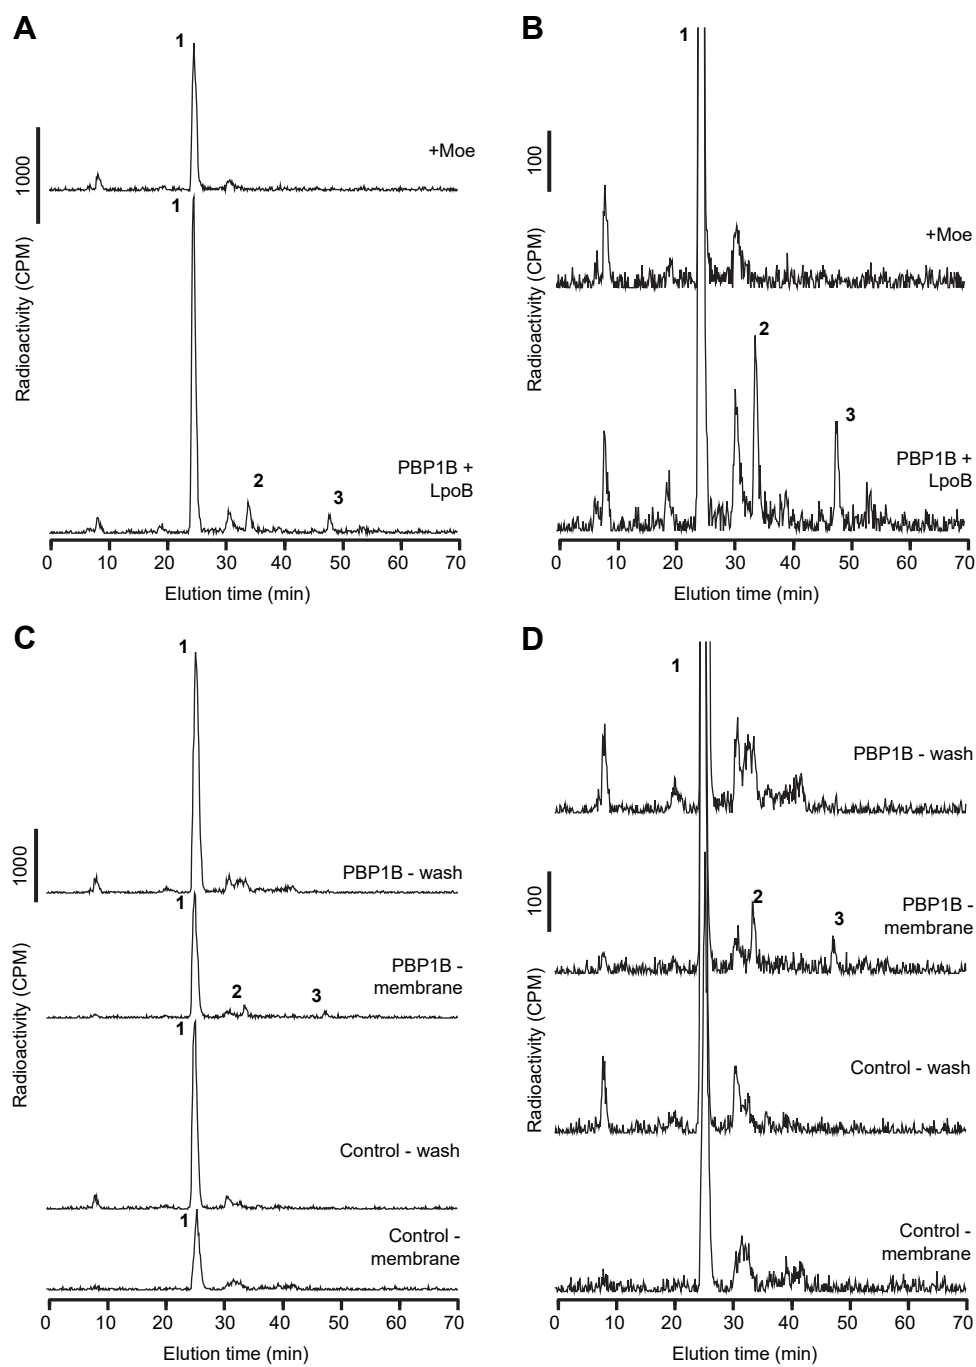 A
1
+Moe
1000
1
Radioactivity (CPM)
2
3
PBP1B +
LpoB
0 10 20 30 40 50 60 70
Elution time (min)
B
1
100
+Moe
Radioactivity (CPM)
2
3
PBP1B +
LpoB
0 10 20 30 40 50 60 70
Elution time (min)
C
1
1000
PBP1B - wash
1
Radioactivity (CPM)
PBP1B -
membrane
2
3
1
Control - wash
1
Control -
membrane
0 10 20 30 40 50 60 70
Elution time (min)
D
1
PBP1B - wash
100
2
3
PBP1B -
membrane
Radioactivity (CPM)
Control - wash
Control -
membrane
0 10 20 30 40 50 60 70
Elution time (min)